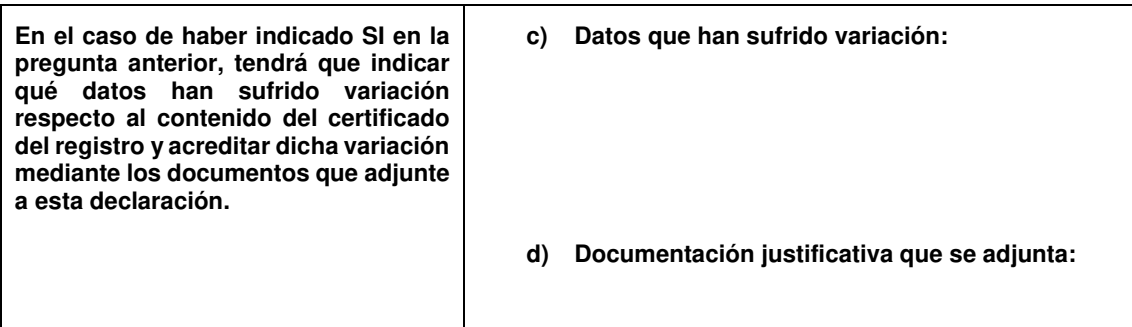 En el caso de haber indicado SI en la
pregunta anterior, tendrá que indicar
qué datos han sufrido variación
respecto al contenido del certificado
del registro y acreditar dicha variación
mediante los documentos que adjunte
a esta declaración.
c) Datos que han sufrido variación:
d) Documentación justificativa que se adjunta: